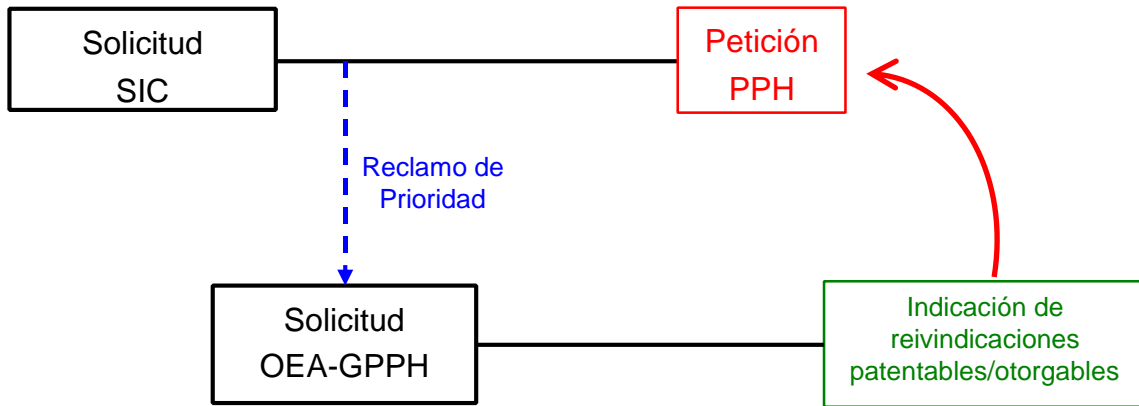 Solicitud
SIC
Petición
PPH
Reclamo de
Prioridad
Solicitud
OEA-GPPH
Indicación de
reivindicaciones
patentables/otorgables